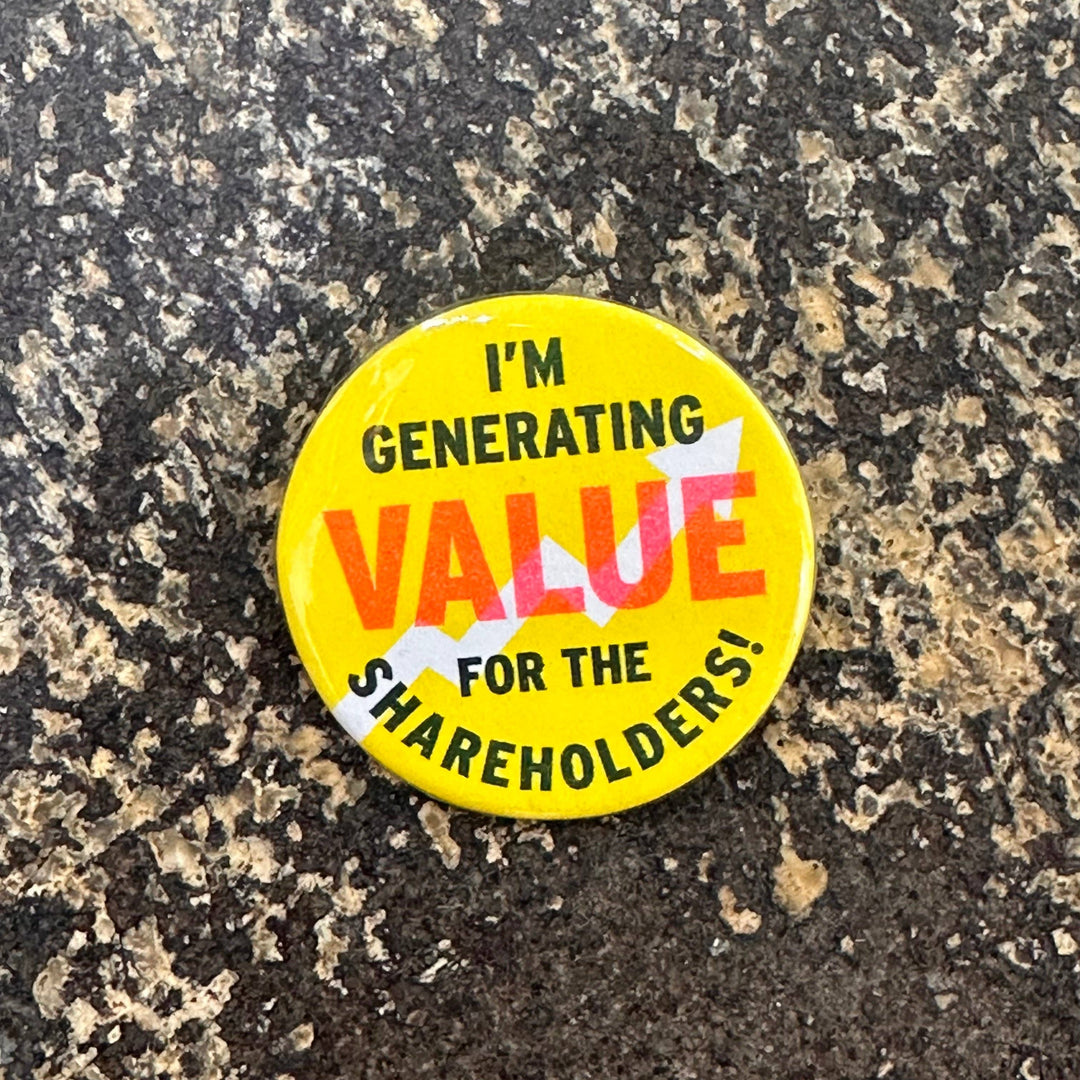 I'M
GENERATING
VALUE
FOR THE
SHAREHOLDERS!